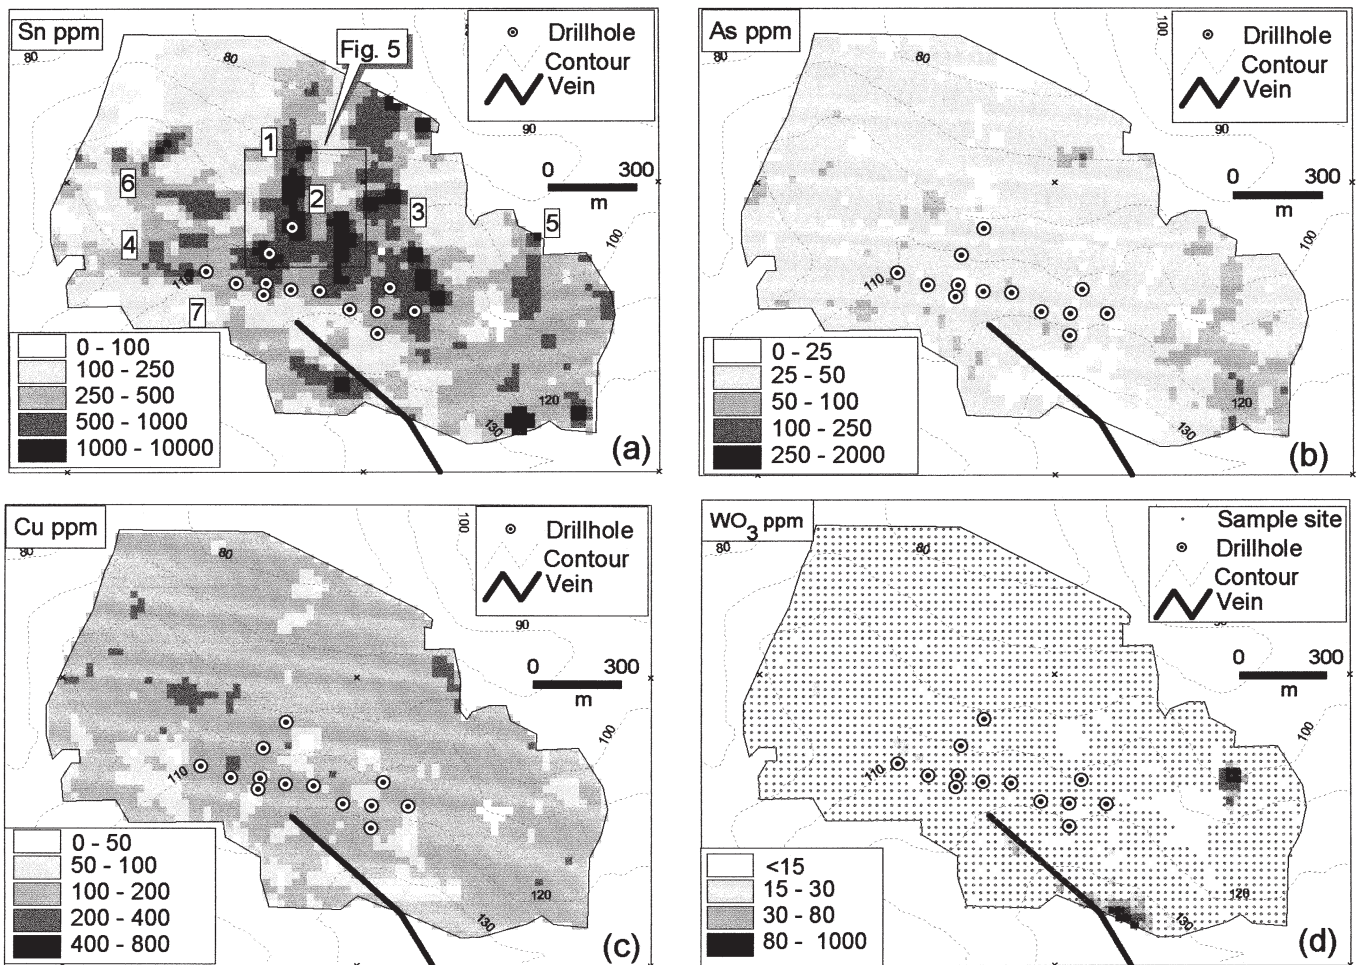 Sn ppm
Drillhole
Contour
Vein
Fig. 5
80
80
90
0 300
m
1
2
3
4
5
6
7
100
110
120
130
0 - 100
100 - 250
250 - 500
500 - 1000
1000 - 10000
(a)
As ppm
Drillhole
Contour
Vein
100
80
80
90
0 300
m
100
110
120
130
0 - 25
25 - 50
50 - 100
100 - 250
250 - 2000
(b)
Cu ppm
Drillhole
Contour
Vein
100
80
80
90
0 300
m
100
110
120
130
0 - 50
50 - 100
100 - 200
200 - 400
400 - 800
(c)
WO3 ppm
Sample site
Drillhole
Contour
Vein
80
80
0 300
m
100
110
120
130
<15
15 - 30
30 - 80
80 - 1000
(d)